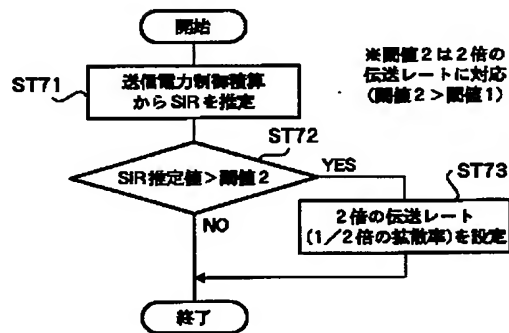 開始
ST71
送信電力制御積算
からSIRを推定
※閾値2は2倍の
伝送レートに対応
(閾値2>閾値1)
ST72
SIR推定値>閾値2
YES
ST73
2倍の伝送レート
(1/2倍の拡散率)を設定
NO
終了